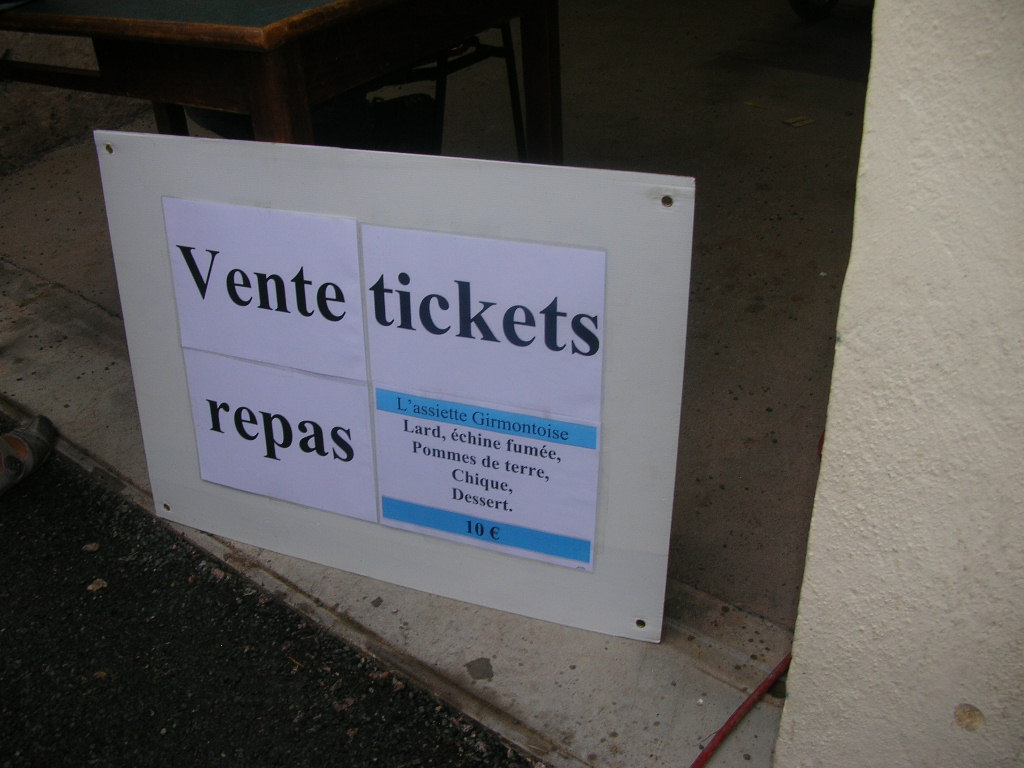 Vente tickets
repas
L'assiette Girmontoise
Lard, échine fumée,
Pommes de terre,
Chique,
Dessert.
10 €